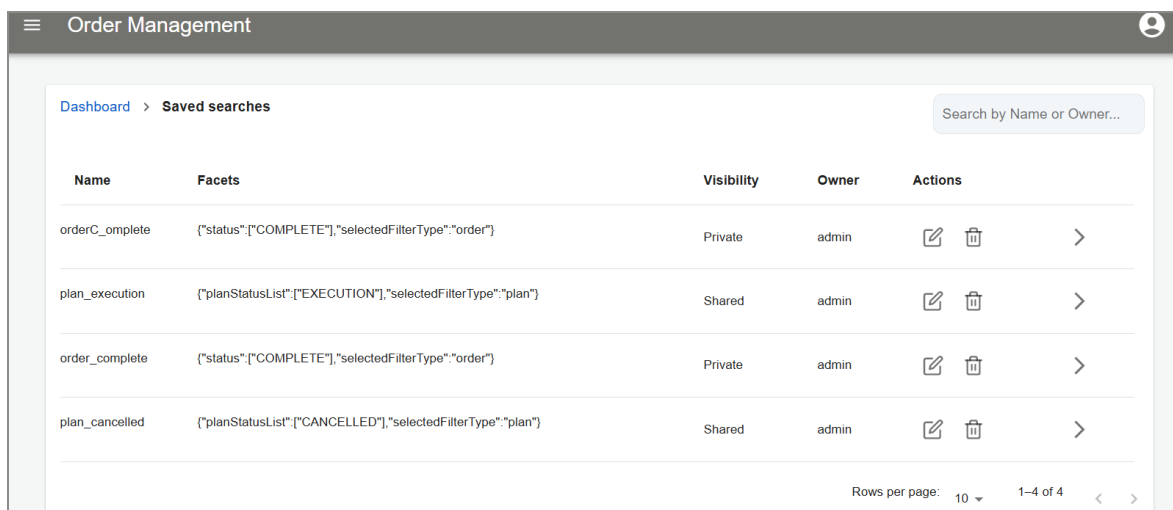 Order Management
Dashboard > Saved searches
Search by Name or Owner...
Name Facets Visibility Owner Actions
orderC_omplete {"status":["COMPLETE"],"selectedFilterType":"order"} Private admin
plan_execution {"planStatusList":["EXECUTION"],"selectedFilterType":"plan"} Shared admin
order_complete {"status":["COMPLETE"],"selectedFilterType":"order"} Private admin
plan_cancelled {"planStatusList":["CANCELLED"],"selectedFilterType":"plan"} Shared admin
Rows per page: 10 1–4 of 4